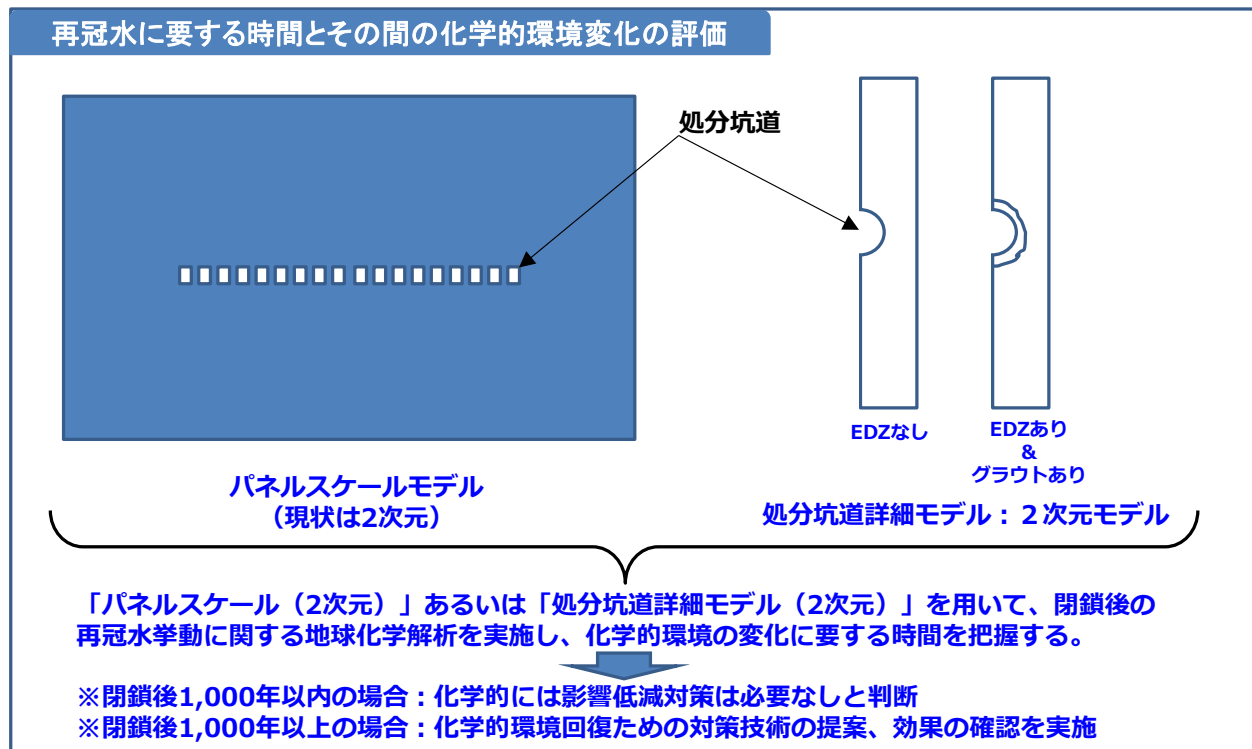 再冠水に要する時間とその間の化学的環境変化の評価
処分坑道
EDZなし
EDZあり
&
グラウトあり
パネルスケールモデル
（現状は2次元）
処分坑道詳細モデル：２次元モデル
「パネルスケール（2次元）」あるいは「処分坑道詳細モデル（2次元）」を用いて、閉鎖後の
再冠水挙動に関する地球化学解析を実施し、化学的環境の変化に要する時間を把握する。
※閉鎖後1,000年以内の場合：化学的には影響低減対策は必要なしと判断
※閉鎖後1,000年以上の場合：化学的環境回復ための対策技術の提案、効果の確認を実施